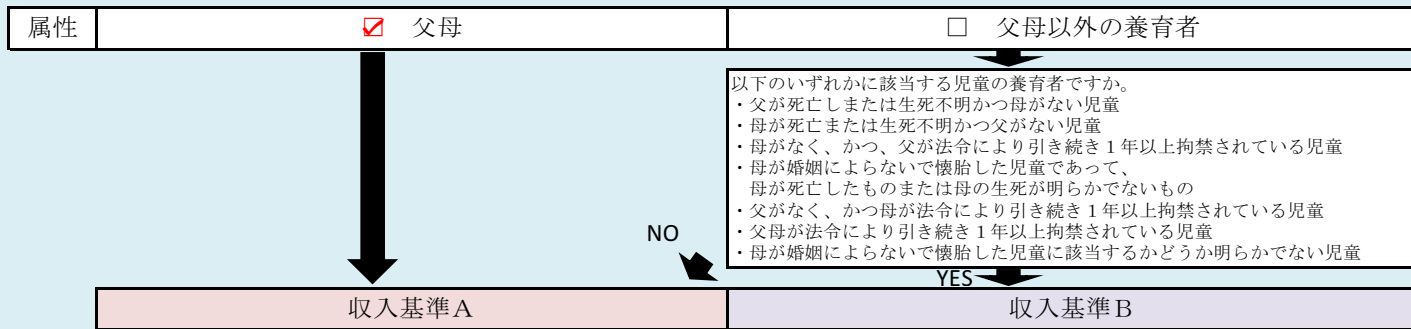 属性 ☑ 父母 □ 父母以外の養育者
以下のいずれかに該当する児童の養育者ですか。
・父が死亡しまたは生死不明かつ母がない児童
・母が死亡または生死不明かつ父がない児童
・母がなく、かつ、父が法令により引き続き１年以上拘禁されている児童
・母が婚姻によらないで懐胎した児童であって、
母が死亡したものまたは母の生死が明らかでないもの
・父がなく、かつ母が法令により引き続き１年以上拘禁されている児童
・父母が法令により引き続き１年以上拘禁されている児童
・母が婚姻によらないで懐胎した児童に該当するかどうか明らかでない児童
NO
YES
収入基準A 収入基準B